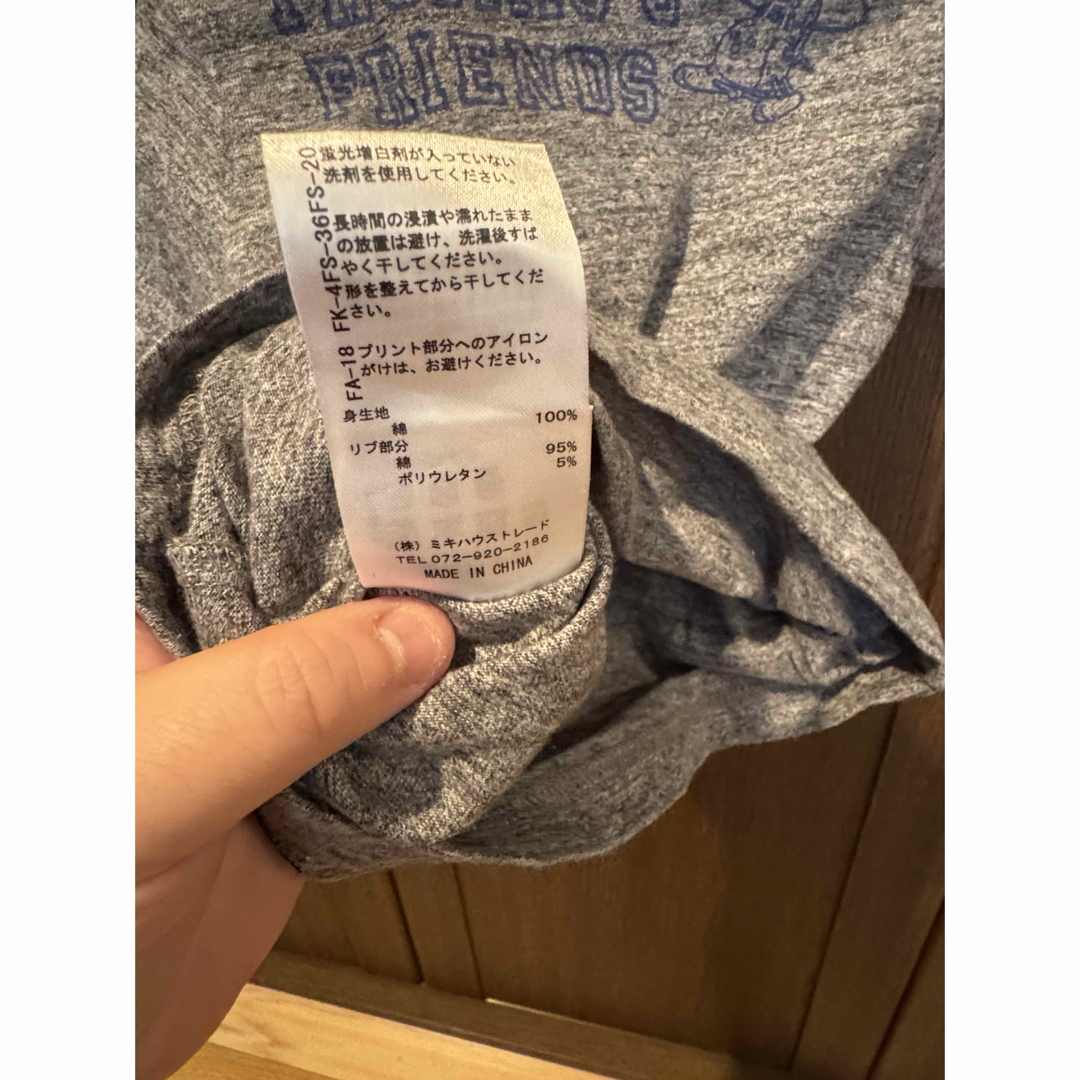 FRIENDS
蛍光増白剤が入っていない
洗剤を使用してください。
長時間の浸漬や濡れたまま
の放置は避け、洗濯後すば
やく干してください。
形を整えてから干してくだ
さい。
プリント部分へのアイロン
がけは、お避けください。
FA-18 FK-4FS-36FS-20
身生地
綿 100%
リブ部分
綿 95%
ポリウレタン 5%
(株) ミキハウストレード
TEL 072-920-2186
MADE IN CHINA